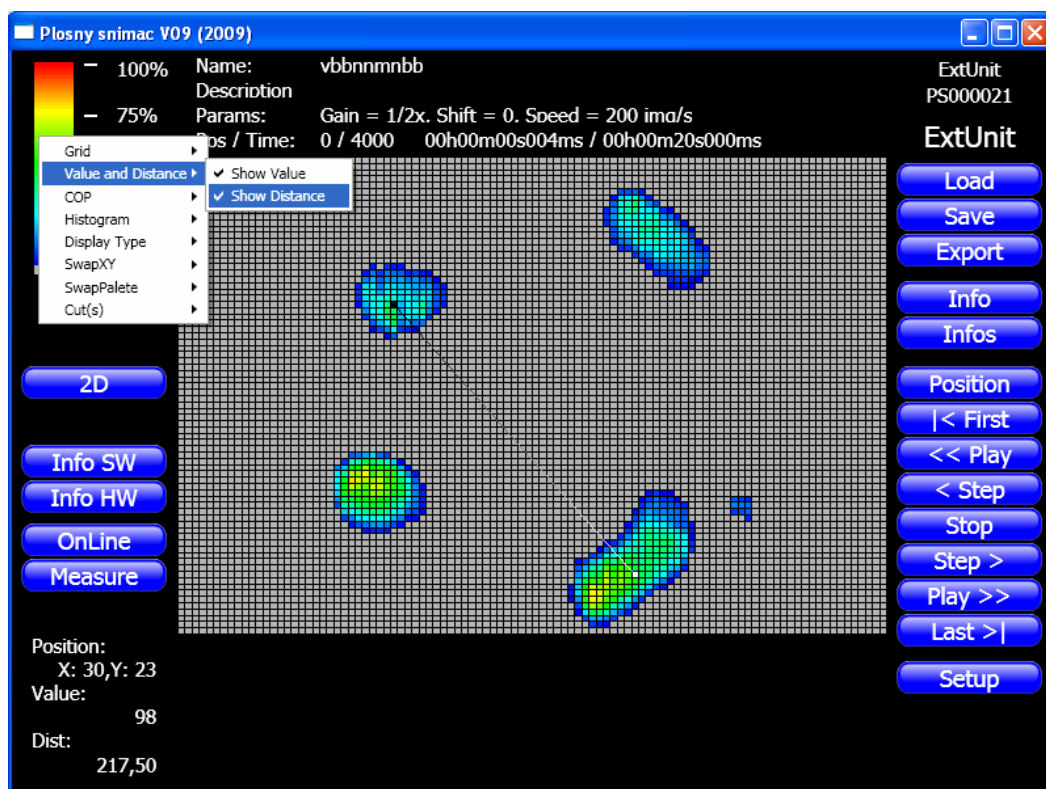 Plosny snimac V09 (2009)
100%
75%
Name: vbbnnmnbb
Description
Params: Gain = 1/2x. Shift = 0. Speed = 200 img/s
Pos / Time: 0 / 4000 00h00m00s004ms / 00h00m20s000ms
ExtUnit
PS000021
ExtUnit
Grid
Value and Distance
COP
Histogram
Display Type
SwapXY
SwapPalete
Cut(s)
Show Value
Show Distance
2D
Info SW
Info HW
OnLine
Measure
Position:
X: 30,Y: 23
Value:
98
Dist:
217,50
Load
Save
Export
Info
Infos
Position
|< First
<< Play
< Step
Stop
Step >
Play >>
Last >|
Setup